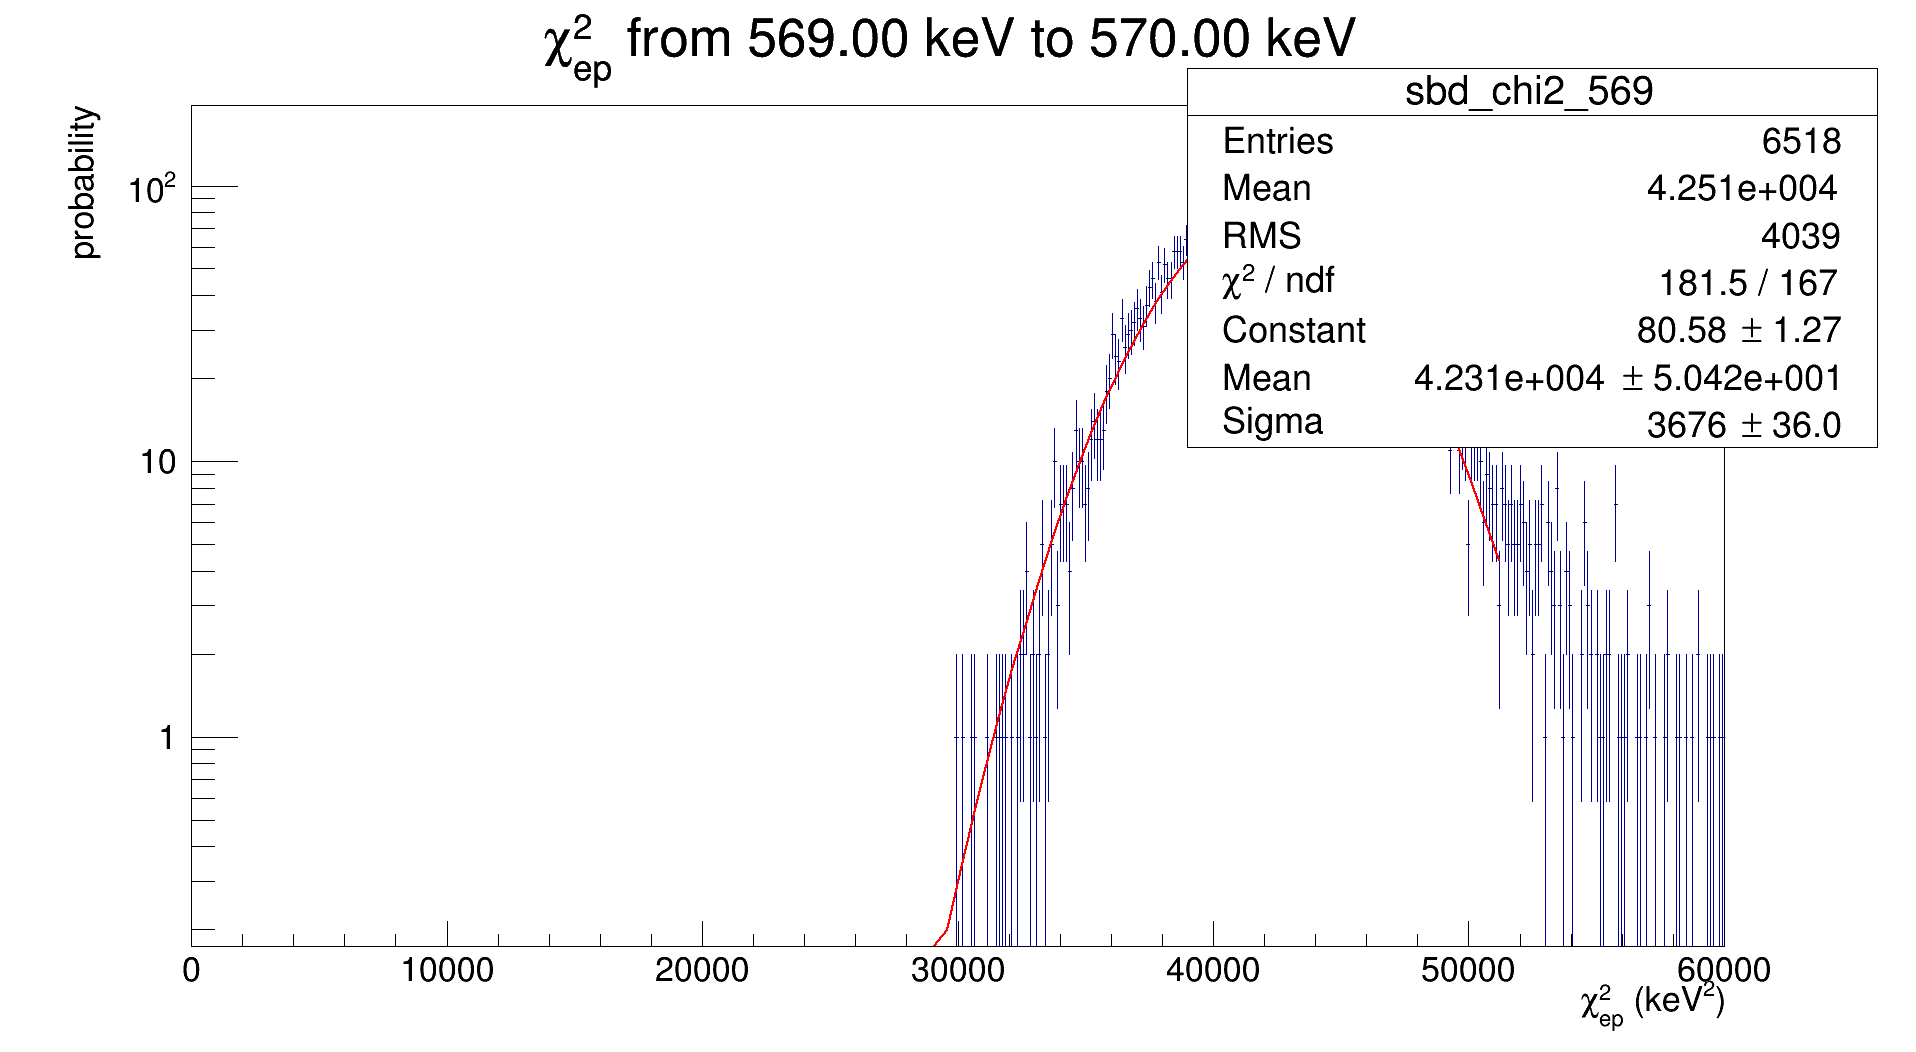 χ²ep from 569.00 keV to 570.00 keV
sbd_chi2_569
Entries 6518
Mean 4.251e+004
RMS 4039
χ² / ndf 181.5 / 167
Constant 80.58 ± 1.27
Mean 4.231e+004 ± 5.042e+001
Sigma 3676 ± 36.0
probability
10²
10
1
0 10000 20000 30000 40000 50000 60000
χ²ep (keV²)